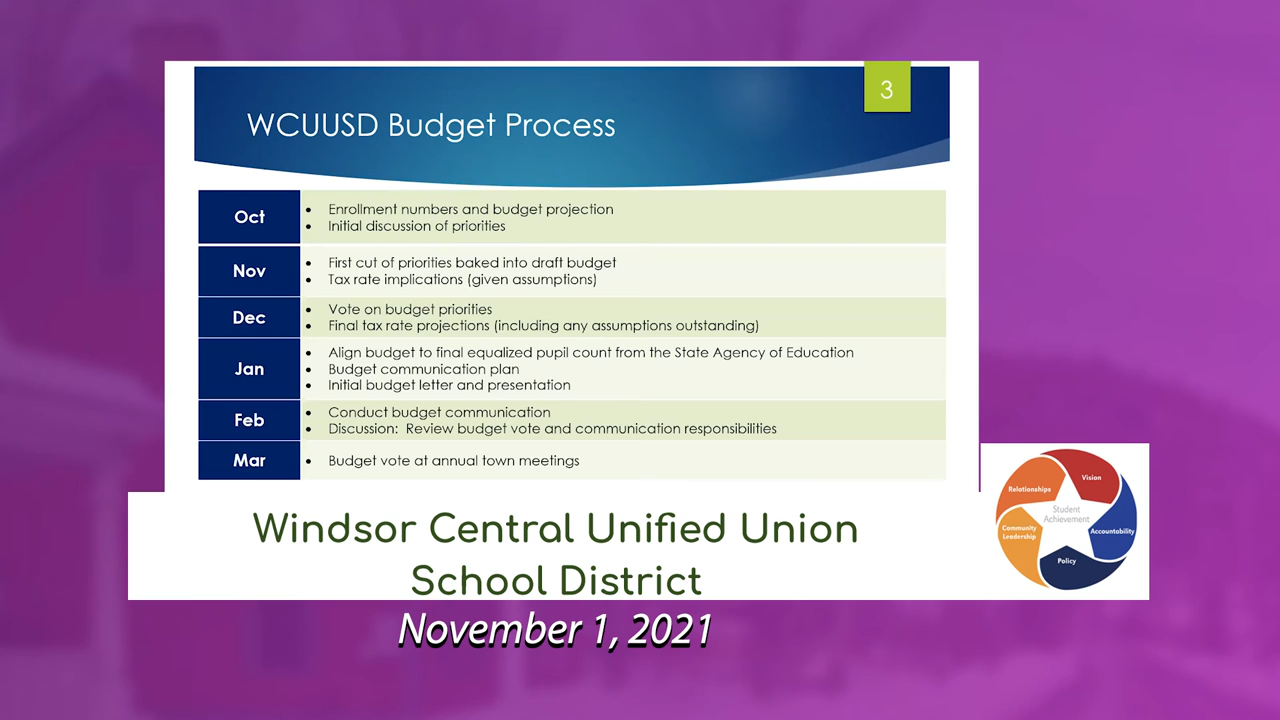 3
WCUUSD Budget Process
Oct
• Enrollment numbers and budget projection
• Initial discussion of priorities
Nov
• First cut of priorities baked into draft budget
• Tax rate implications (given assumptions)
Dec
• Vote on budget priorities
• Final tax rate projections (including any assumptions outstanding)
Jan
• Align budget to final equalized pupil count from the State Agency of Education
• Budget communication plan
• Initial budget letter and presentation
Feb
• Conduct budget communication
• Discussion: Review budget vote and communication responsibilities
Mar
• Budget vote at annual town meetings
Windsor Central Unified Union
School District
November 1, 2021
Vision
Relationships
Student
Achievement
Community
Leadership
Accountability
Policy